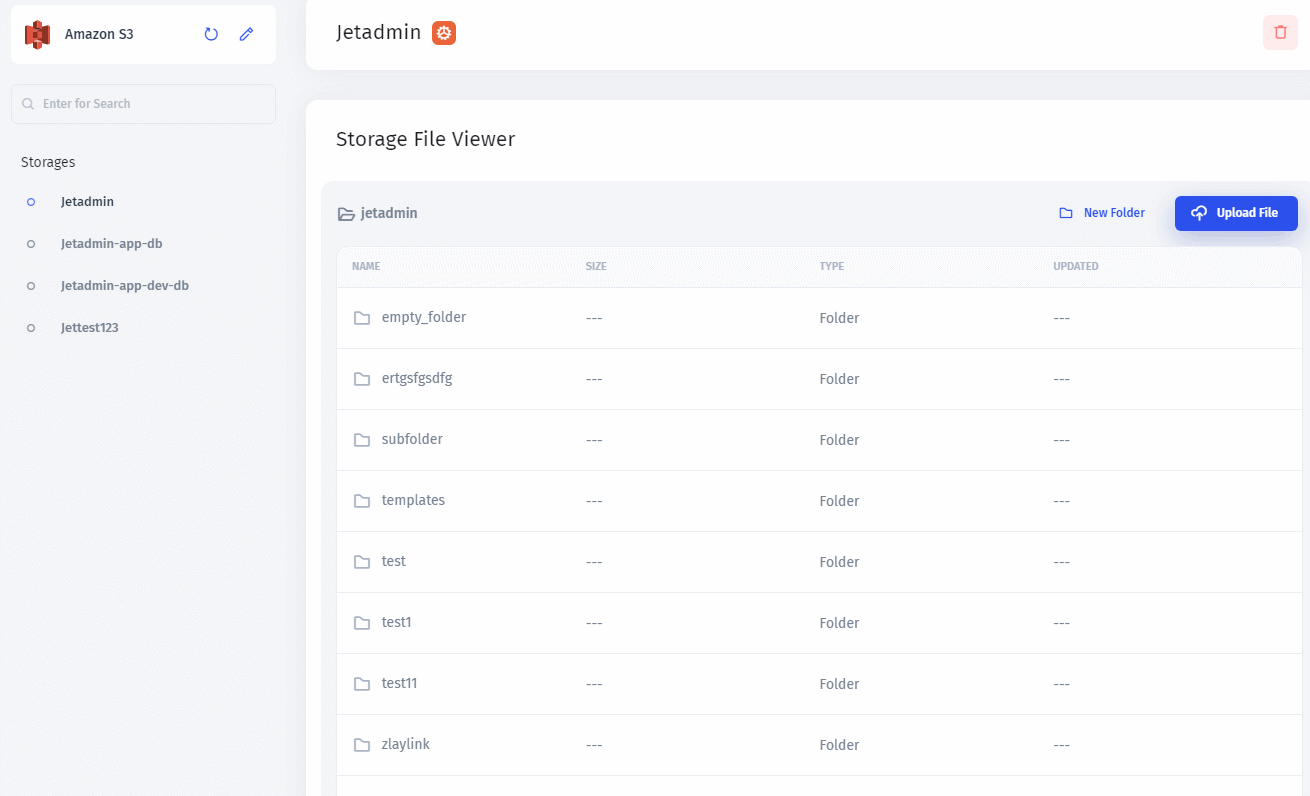 Amazon S3
Enter for Search
Storages
Jetadmin
Jetadmin-app-db
Jetadmin-app-dev-db
Jettest123
Jetadmin
Storage File Viewer
jetadmin
New Folder
Upload File
NAME SIZE TYPE UPDATED
empty_folder --- Folder ---
ertgsfgsdfg --- Folder ---
subfolder --- Folder ---
templates --- Folder ---
test --- Folder ---
test1 --- Folder ---
test11 --- Folder ---
zlaylink --- Folder ---